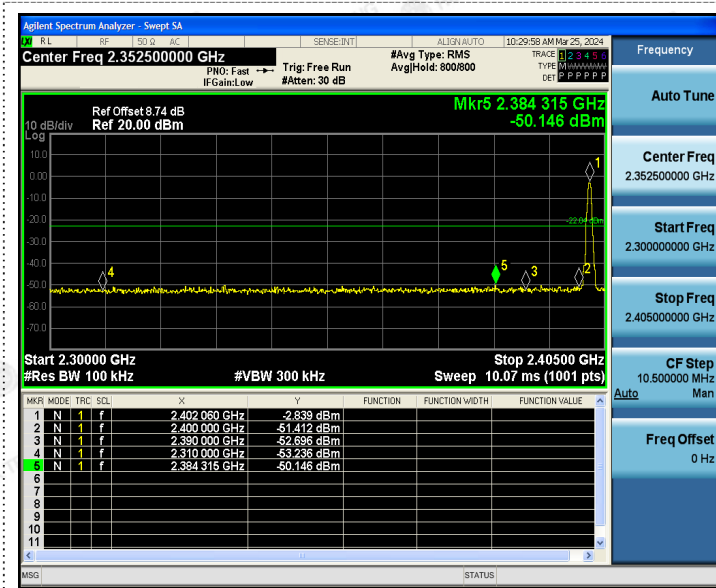 Agilent Spectrum Analyzer - Swept SA
LXI RL RF 50 Ω AC SENSE:INT ALIGN AUTO 10:29:58 AM Mar 25, 2024
Center Freq 2.352500000 GHz
PNO: Fast
IFGain:Low
Trig: Free Run
#Atten: 30 dB
#Avg Type: RMS
Avg|Hold: 800/800
TRACE 1 2 3 4 5 6
TYPE M
DET P P P P P P
Frequency
Auto Tune
Center Freq
2.352500000 GHz
Start Freq
2.300000000 GHz
Stop Freq
2.405000000 GHz
CF Step
10.500000 MHz
Auto Man
Freq Offset
0 Hz
Mkr5 2.384 315 GHz
-50.146 dBm
Ref Offset 8.74 dB
10 dB/div Ref 20.00 dBm
Log
10.0
0.00
-10.0
-20.0
-30.0
-40.0
-50.0
-60.0
-70.0
1
2
3
4
5
Start 2.30000 GHz Stop 2.40500 GHz
#Res BW 100 kHz #VBW 300 kHz Sweep 10.07 ms (1001 pts)
MKR MODE TRC SCL X Y FUNCTION FUNCTION WIDTH FUNCTION VALUE
1 N 1 f 2.402 060 GHz -2.839 dBm
2 N 1 f 2.400 000 GHz -51.412 dBm
3 N 1 f 2.390 000 GHz -52.696 dBm
4 N 1 f 2.310 000 GHz -53.236 dBm
5 N 1 f 2.384 315 GHz -50.146 dBm
6
7
8
9
10
11
MSG STATUS